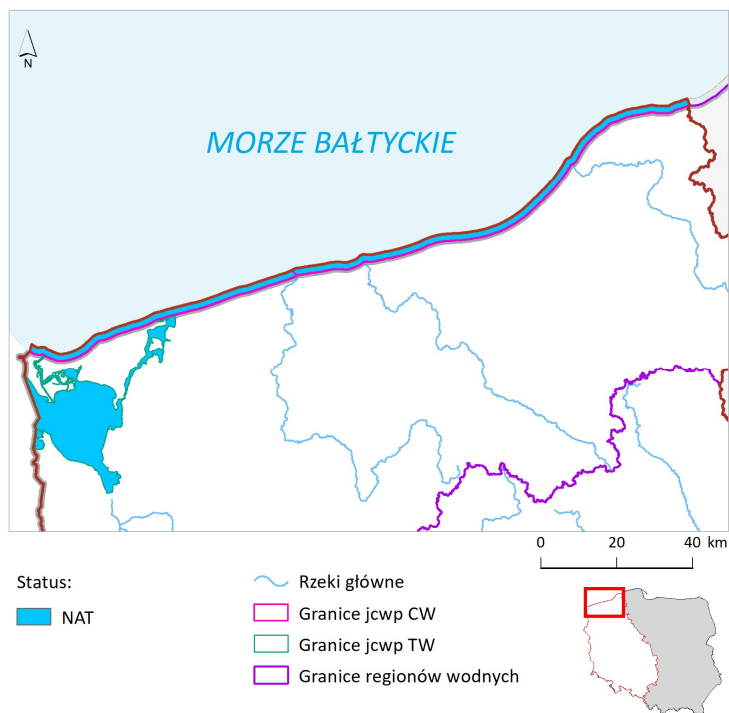 N
MORZE BAŁTYCKIE
0 20 40 km
Status:
NAT
Rzeki główne
Granice jcwp CW
Granice jcwp TW
Granice regionów wodnych